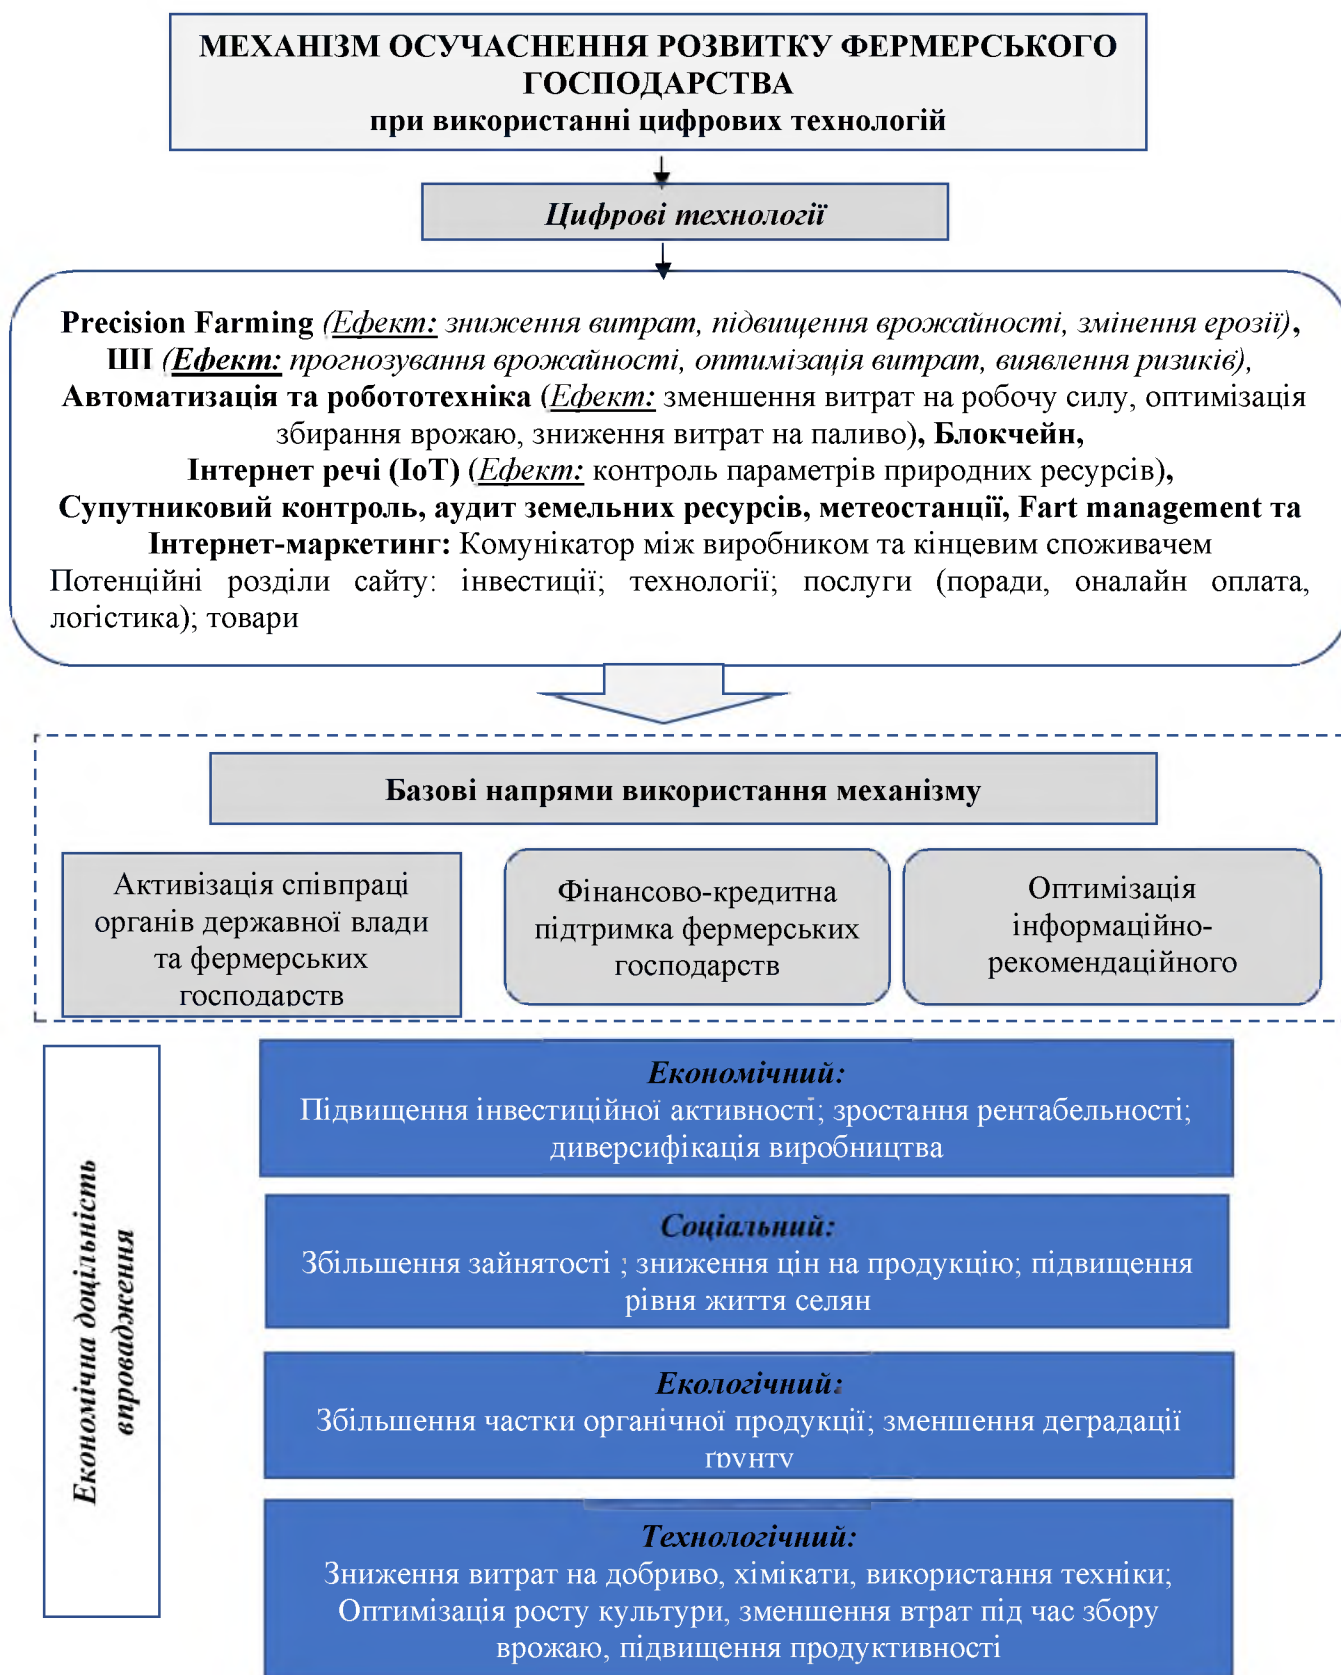 МЕХАНІЗМ ОСУЧАСНЕННЯ РОЗВИТКУ ФЕРМЕРСЬКОГО
ГОСПОДАРСТВА
при використанні цифрових технологій
Цифрові технології
Precision Farming (Ефект: зниження витрат, підвищення врожайності, змінення ерозії),
ШІ (Ефект: прогнозування врожайності, оптимізація витрат, виявлення ризиків),
Автоматизація та робототехніка (Ефект: зменшення витрат на робочу силу, оптимізація
збирання врожаю, зниження витрат на паливо), Блокчейн,
Інтернет речі (IoT) (Ефект: контроль параметрів природних ресурсів),
Супутниковий контроль, аудит земельних ресурсів, метеостанції, Fart management та
Інтернет-маркетинг: Комунікатор між виробником та кінцевим споживачем
Потенційні розділи сайту: інвестиції; технології; послуги (поради, оналайн оплата,
логістика); товари
Базові напрями використання механізму
Активізація співпраці
органів державної влади
та фермерських
господарств
Фінансово-кредитна
підтримка фермерських
господарств
Оптимізація
інформаційно-
рекомендаційного
Економічна доцільність
впровадження
Економічний:
Підвищення інвестиційної активності; зростання рентабельності;
диверсифікація виробництва
Соціальний:
Збільшення зайнятості ; зниження цін на продукцію; підвищення
рівня життя селян
Екологічний:
Збільшення частки органічної продукції; зменшення деградації
ґрунту
Технологічний:
Зниження витрат на добриво, хімікати, використання техніки;
Оптимізація росту культури, зменшення втрат під час збору
врожаю, підвищення продуктивності